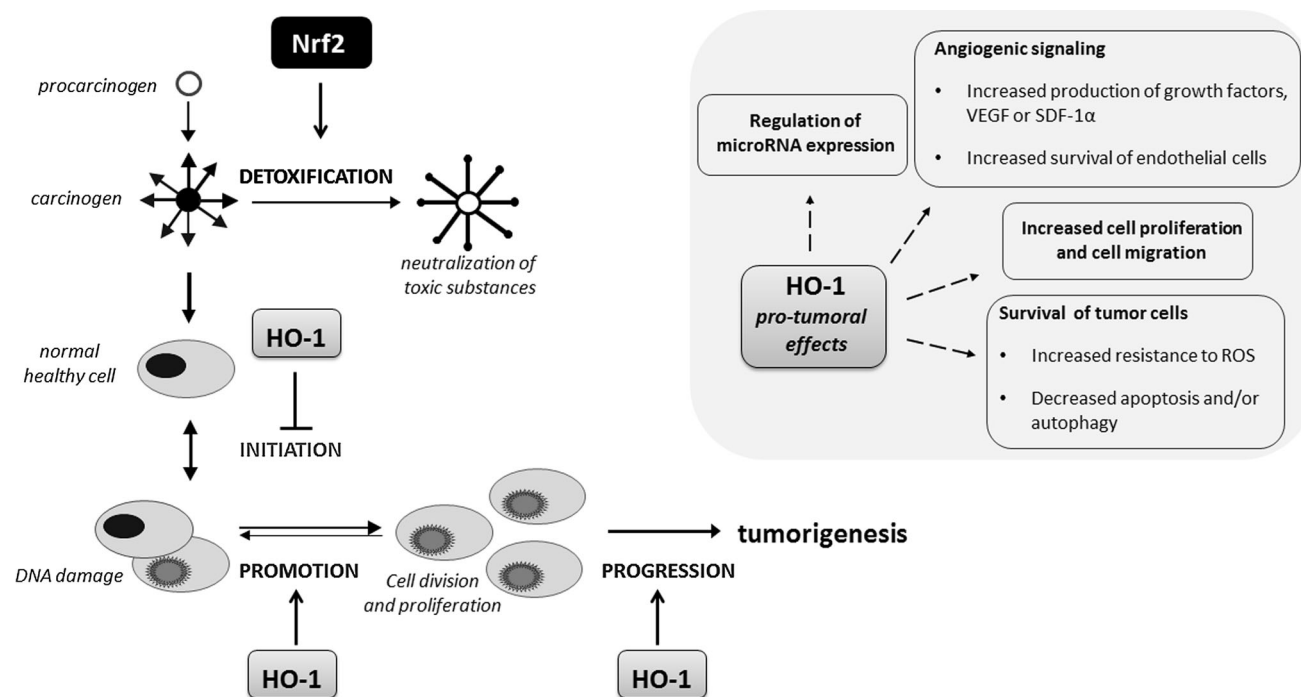 Nrf2
procarcinogen
carcinogen
DETOXIFICATION
neutralization of
toxic substances
normal
healthy cell
HO-1
INITIATION
DNA damage
PROMOTION
Cell division
and proliferation
PROGRESSION
tumorigenesis
HO-1
HO-1
Regulation of
microRNA expression
Angiogenic signaling
• Increased production of growth factors,
VEGF or SDF-1α
• Increased survival of endothelial cells
HO-1
pro-tumoral
effects
Increased cell proliferation
and cell migration
Survival of tumor cells
• Increased resistance to ROS
• Decreased apoptosis and/or
autophagy